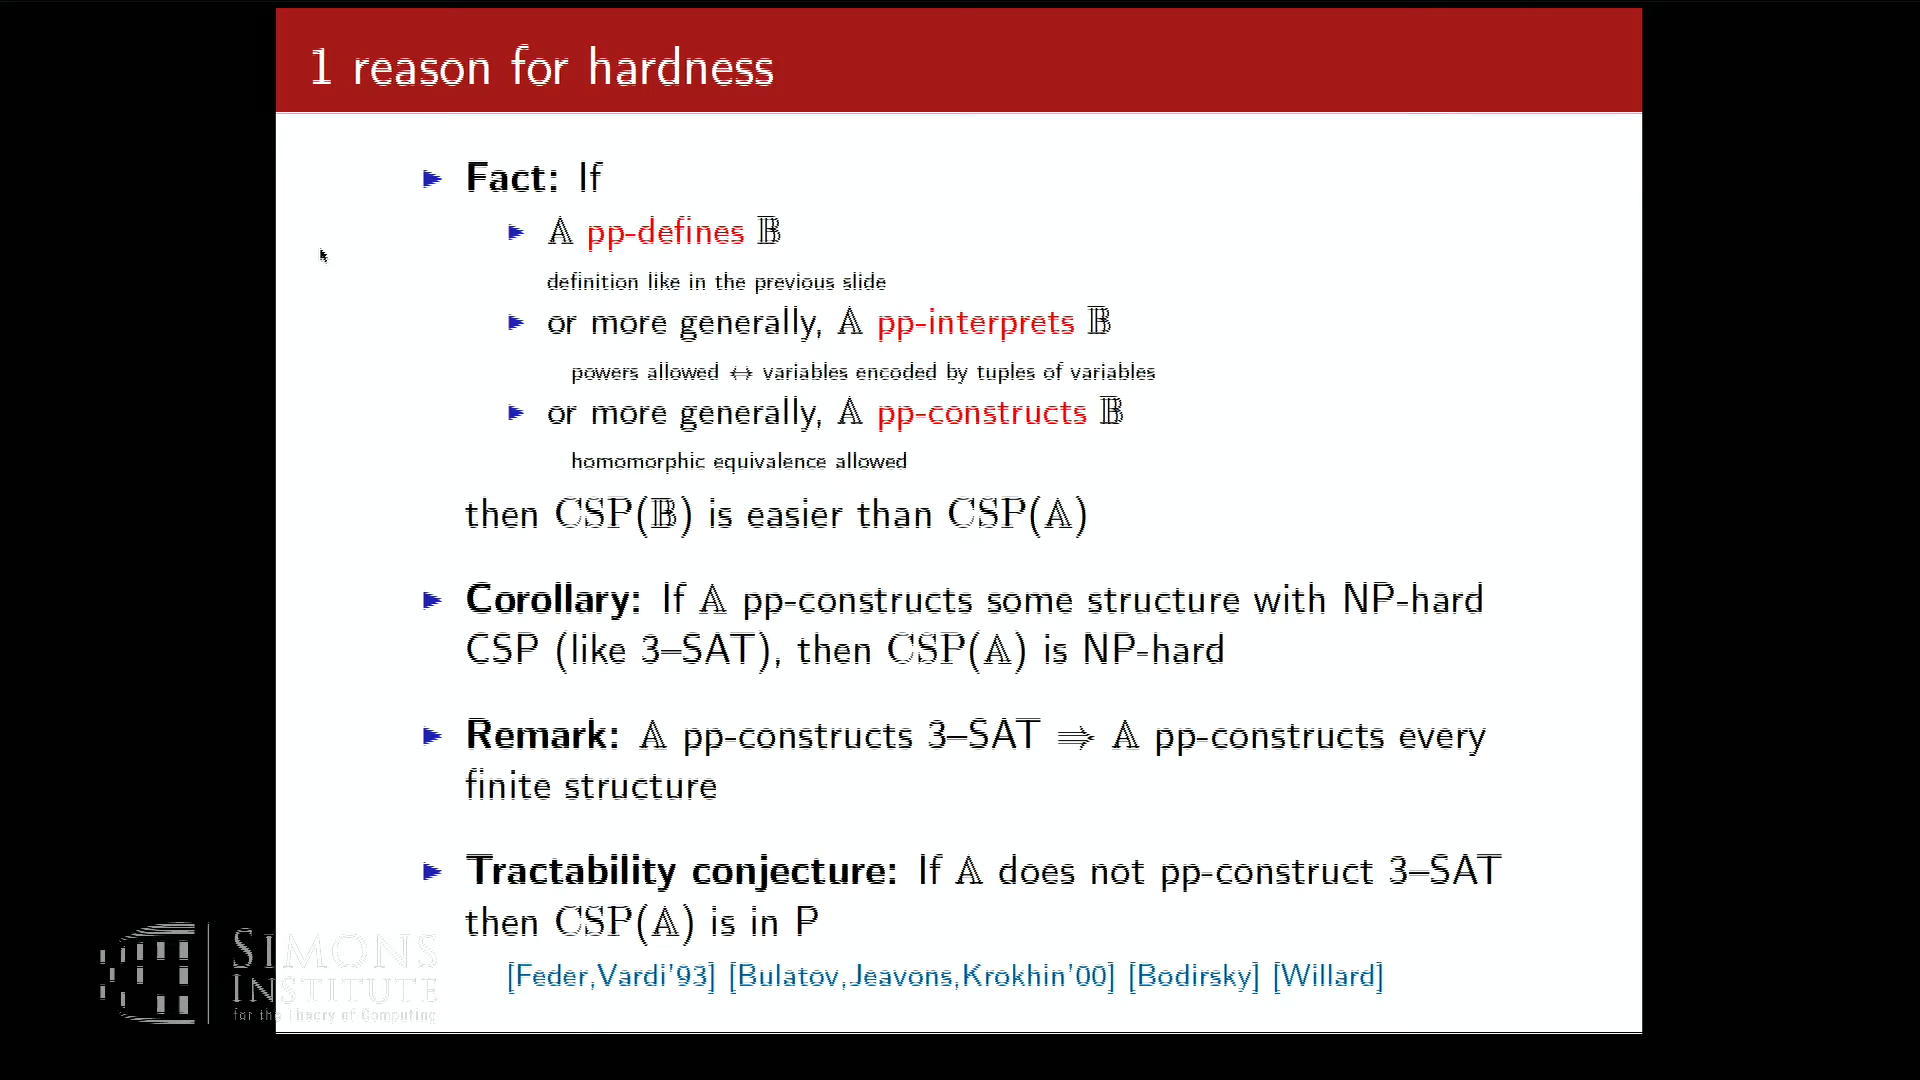 1 reason for hardness
Fact: If
𝔸 pp-defines 𝔹
definition like in the previous slide
or more generally, 𝔸 pp-interprets 𝔹
powers allowed ↔ variables encoded by tuples of variables
or more generally, 𝔸 pp-constructs 𝔹
homomorphic equivalence allowed
then CSP(𝔹) is easier than CSP(𝔸)
Corollary: If 𝔸 pp-constructs some structure with NP-hard
CSP (like 3–SAT), then CSP(𝔸) is NP-hard
Remark: 𝔸 pp-constructs 3–SAT ⇒ 𝔸 pp-constructs every
finite structure
Tractability conjecture: If 𝔸 does not pp-construct 3–SAT
then CSP(𝔸) is in P
[Feder,Vardi'93] [Bulatov,Jeavons,Krokhin'00] [Bodirsky] [Willard]
SIMONS
INSTITUTE
for the Theory of Computing